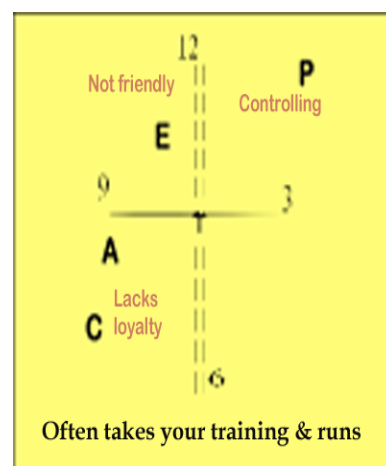 12
P
Not friendly
Controlling
E
9
3
T
A
Lacks
loyalty
C
6
Often takes your training & runs